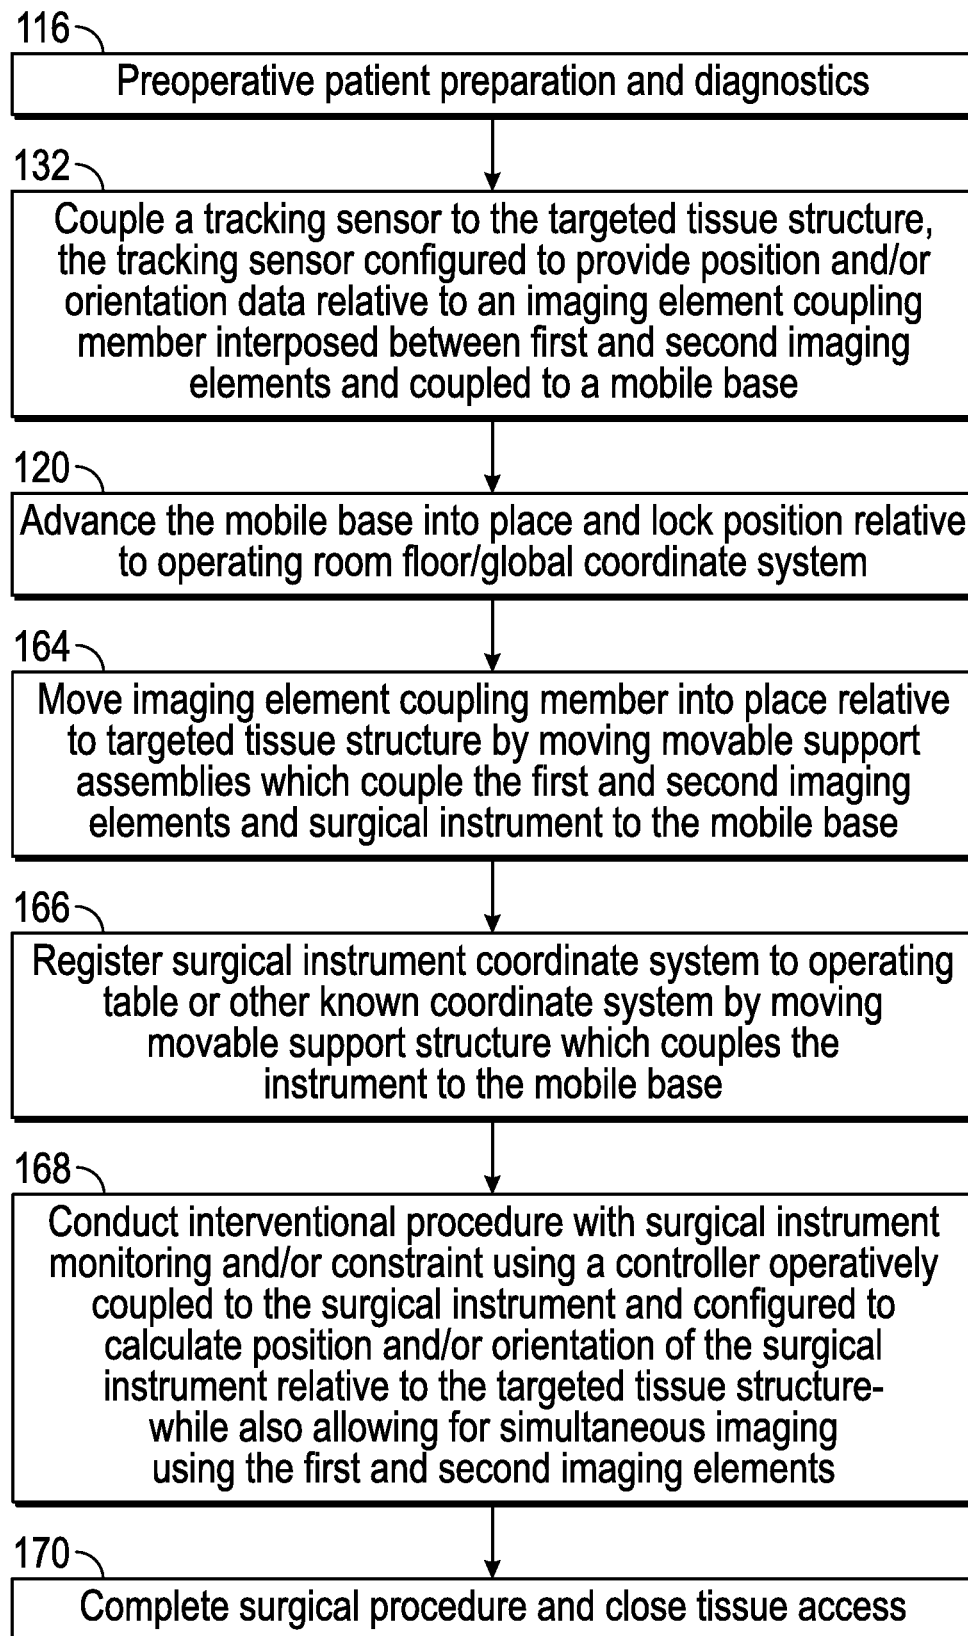 116
Preoperative patient preparation and diagnostics
132
Couple a tracking sensor to the targeted tissue structure,
the tracking sensor configured to provide position and/or
orientation data relative to an imaging element coupling
member interposed between first and second imaging
elements and coupled to a mobile base
120
Advance the mobile base into place and lock position relative
to operating room floor/global coordinate system
164
Move imaging element coupling member into place relative
to targeted tissue structure by moving movable support
assemblies which couple the first and second imaging
elements and surgical instrument to the mobile base
166
Register surgical instrument coordinate system to operating
table or other known coordinate system by moving
movable support structure which couples the
instrument to the mobile base
168
Conduct interventional procedure with surgical instrument
monitoring and/or constraint using a controller operatively
coupled to the surgical instrument and configured to
calculate position and/or orientation of the surgical
instrument relative to the targeted tissue structure-
while also allowing for simultaneous imaging
using the first and second imaging elements
170
Complete surgical procedure and close tissue access